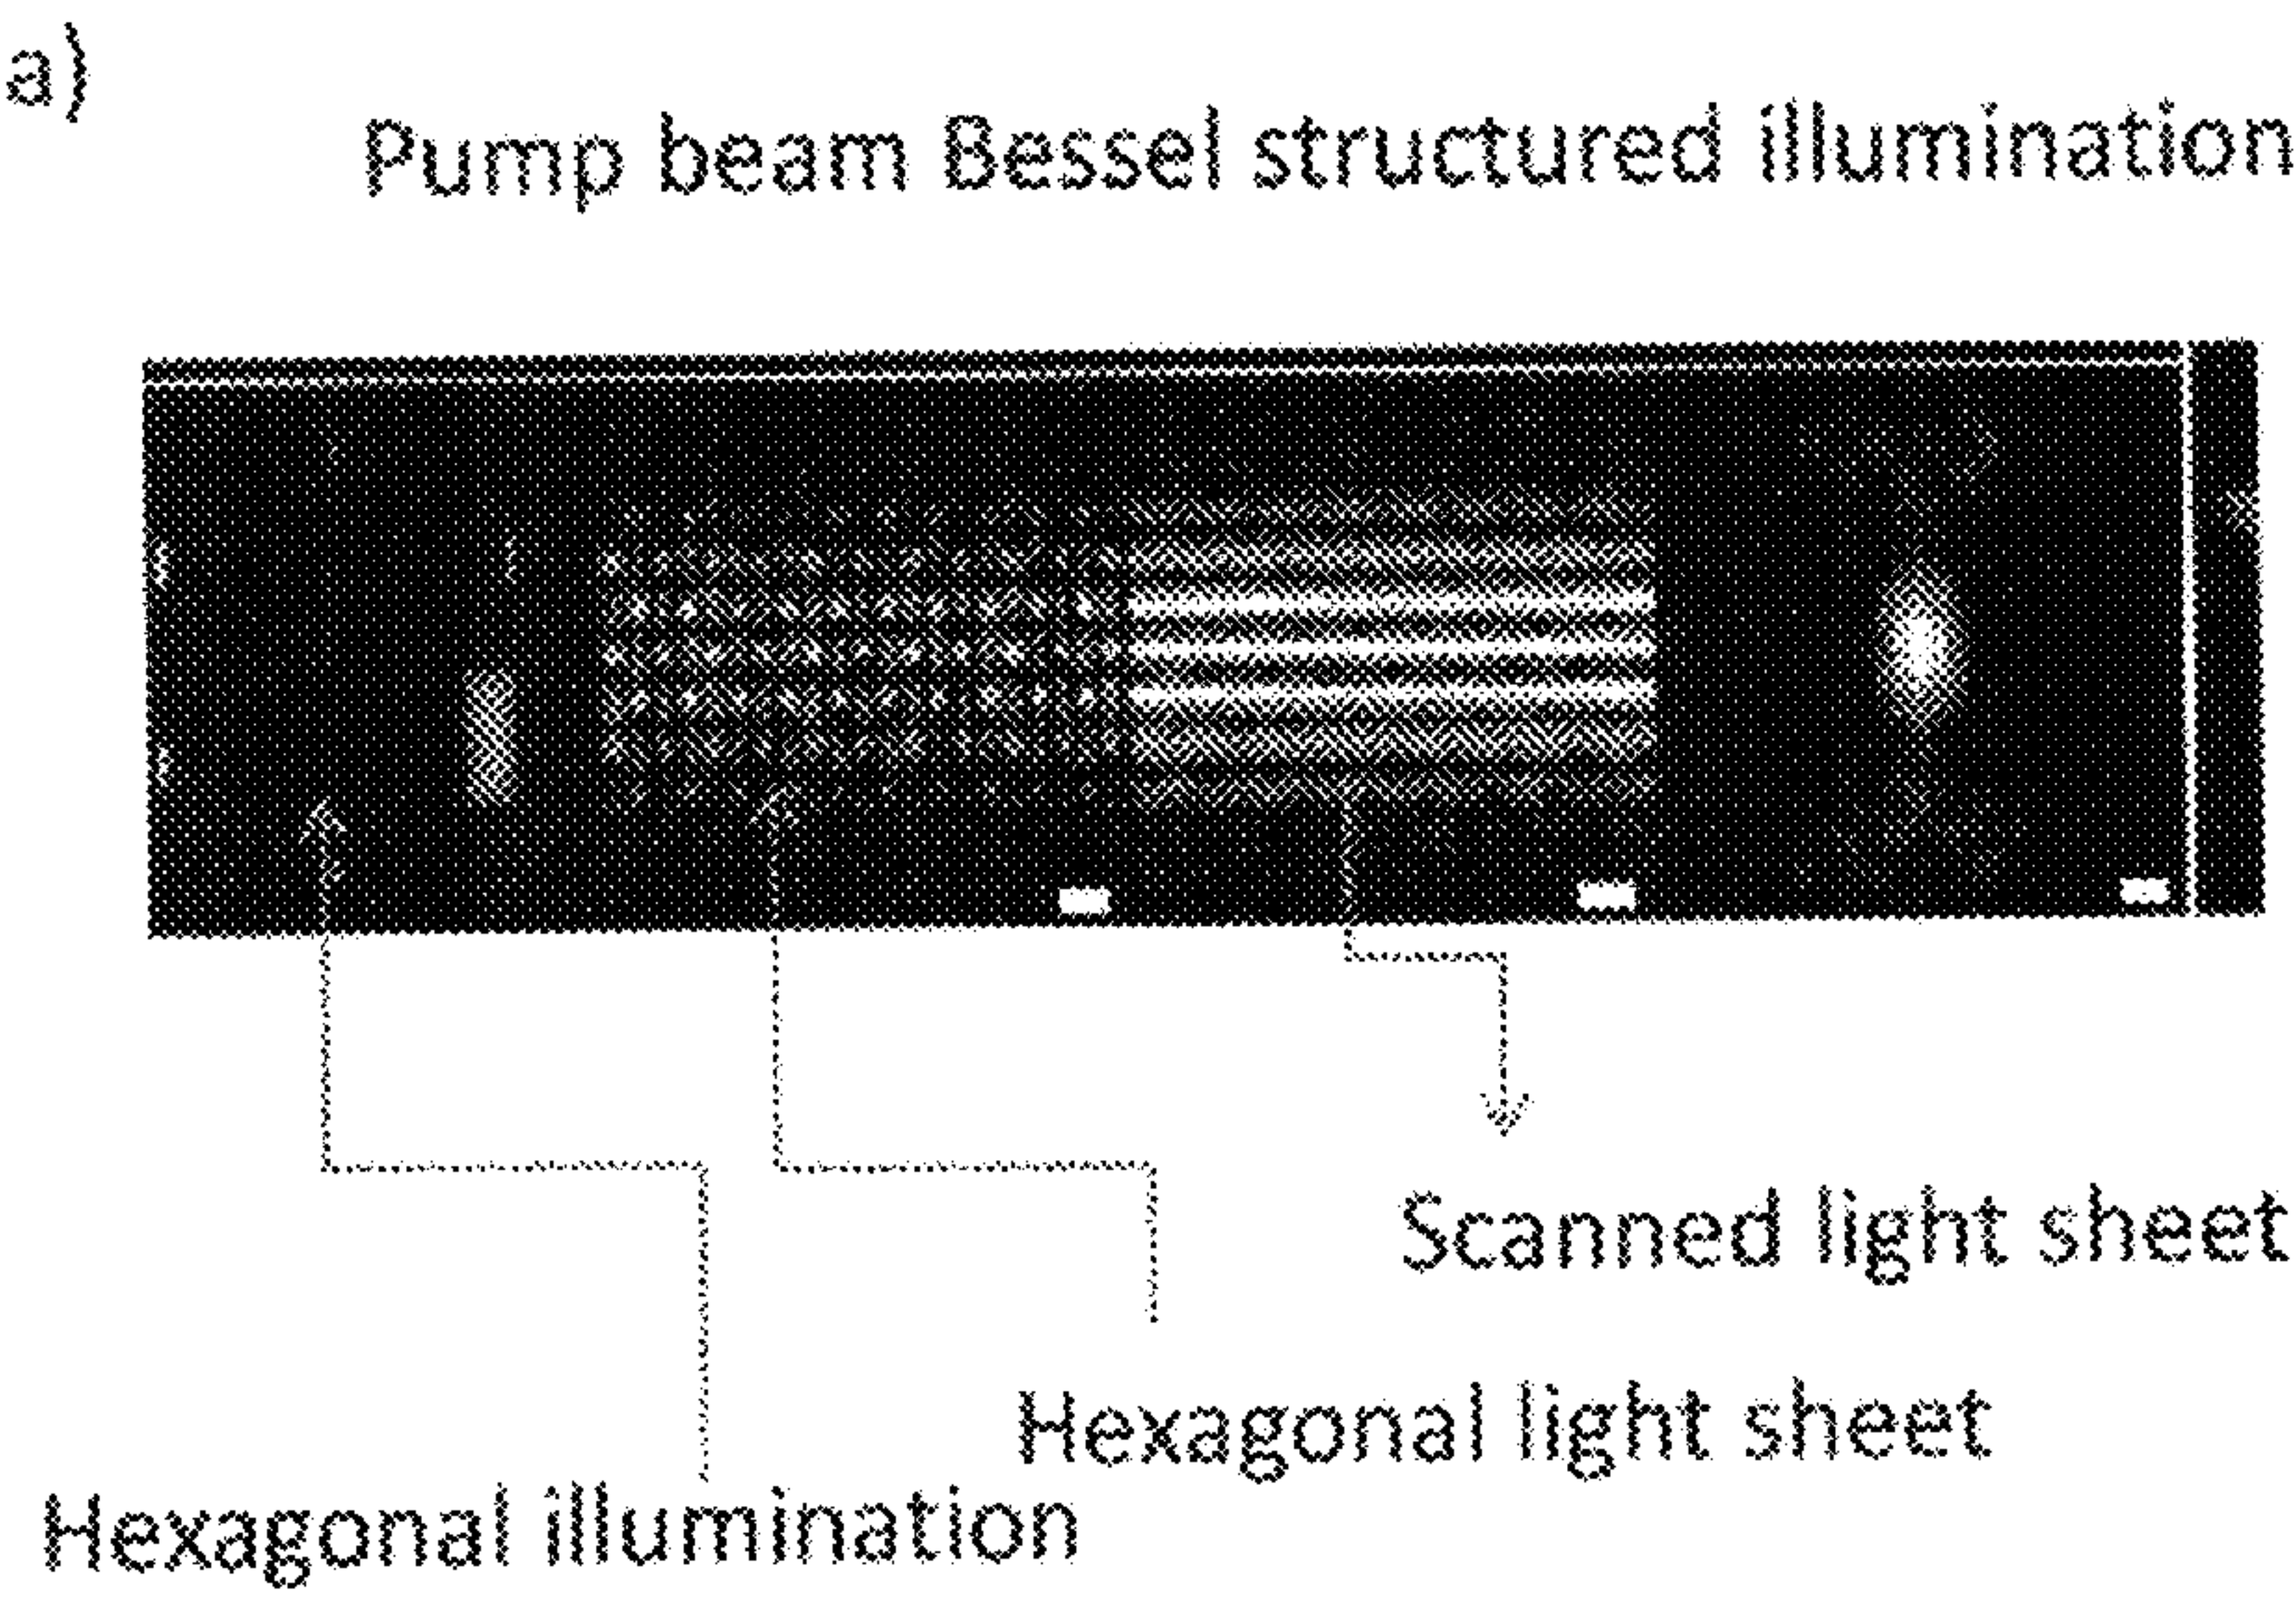 a)
Pump beam Bessel structured illumination
Scanned light sheet
Hexagonal light sheet
Hexagonal illumination